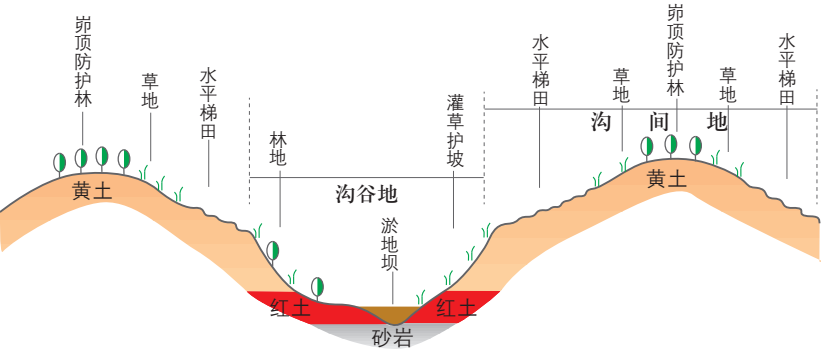 峁顶防护林
草地
水平梯田
林地
沟谷地
淤地坝
灌草护坡
水平梯田
草地
峁顶防护林
草地
水平梯田
沟间地
黄土
黄土
红土
红土
砂岩